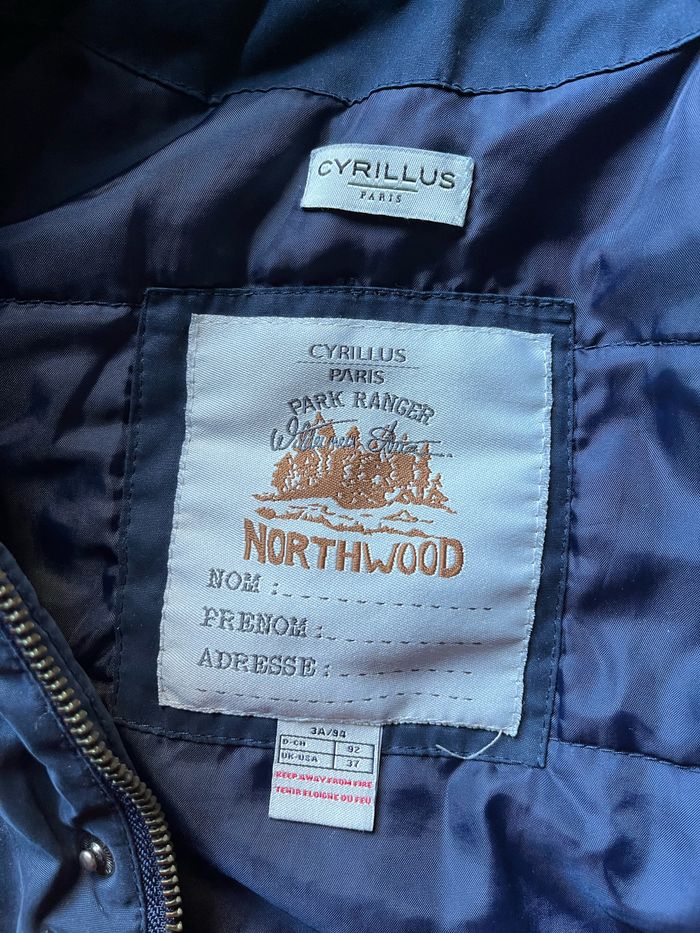 CYRILLUS
PARIS
CYRILLUS
PARIS
PARK RANGER
NORTHWOOD
NOM :
PRENOM :
ADRESSE :
3A/94
D-CH 92
UK-USA 37
KEEP AWAY FROM FIRE
TENIR ELOIGNE DU FEU